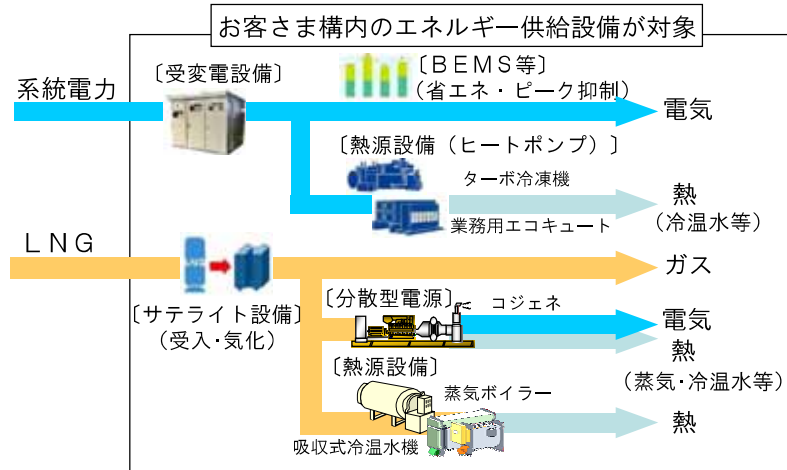 お客さま構内のエネルギー供給設備が対象
系統電力
〔受変電設備〕
〔ＢＥＭＳ等〕
（省エネ・ピーク抑制）
電気
〔熱源設備（ヒートポンプ）〕
ターボ冷凍機
業務用エコキュート
熱
（冷温水等）
ＬＮＧ
ガス
〔サテライト設備〕
（受入・気化）
〔分散型電源〕
コジェネ
電気
熱
（蒸気・冷温水等）
〔熱源設備〕
蒸気ボイラー
吸収式冷温水機
熱